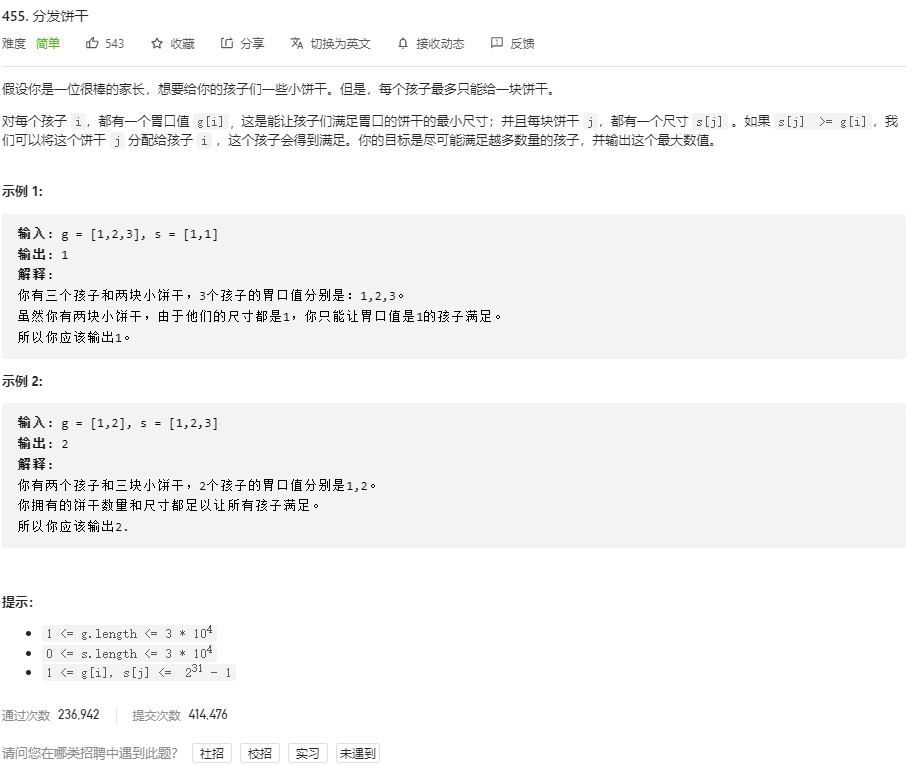 455. 分发饼干
难度 简单 543 收藏 分享 切换为英文 接收动态 反馈
假设你是一位很棒的家长，想要给你的孩子们一些小饼干。但是，每个孩子最多只能给一块饼干。
对每个孩子 i，都有一个胃口值 g[i]，这是能让孩子们满足胃口的饼干的最小尺寸；并且每块饼干 j，都有一个尺寸 s[j] 。如果 s[j] >= g[i]，我
们可以将这个饼干 j 分配给孩子 i ，这个孩子会得到满足。你的目标是尽可能满足越多数量的孩子，并输出这个最大数值。
示例 1:
输入: g = [1,2,3], s = [1,1]
输出: 1
解释:
你有三个孩子和两块小饼干，3个孩子的胃口值分别是：1,2,3。
虽然你有两块小饼干，由于他们的尺寸都是1，你只能让胃口值是1的孩子满足。
所以你应该输出1。
示例 2:
输入: g = [1,2], s = [1,2,3]
输出: 2
解释:
你有两个孩子和三块小饼干，2个孩子的胃口值分别是1,2。
你拥有的饼干数量和尺寸都足以让所有孩子满足。
所以你应该输出2.
提示：
1 <= g.length <= 3 * 10⁴
0 <= s.length <= 3 * 10⁴
1 <= g[i], s[j] <= 2³¹ - 1
通过次数 236,942 提交次数 414,476
请问您在哪类招聘中遇到此题？ 社招 校招 实习 未遇到